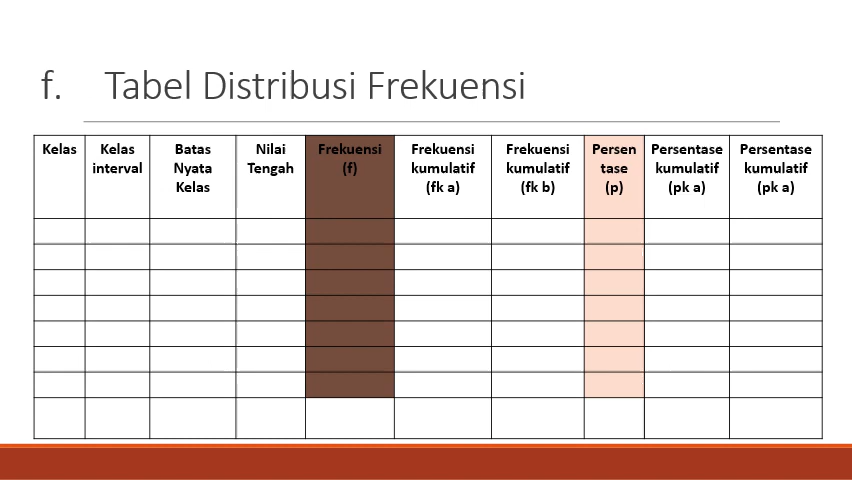 f. Tabel Distribusi Frekuensi
Kelas
Kelas
interval
Batas
Nyata
Kelas
Nilai
Tengah
Frekuensi
(f)
Frekuensi
kumulatif
(fk a)
Frekuensi
kumulatif
(fk b)
Persen
tase
(p)
Persentase
kumulatif
(pk a)
Persentase
kumulatif
(pk a)